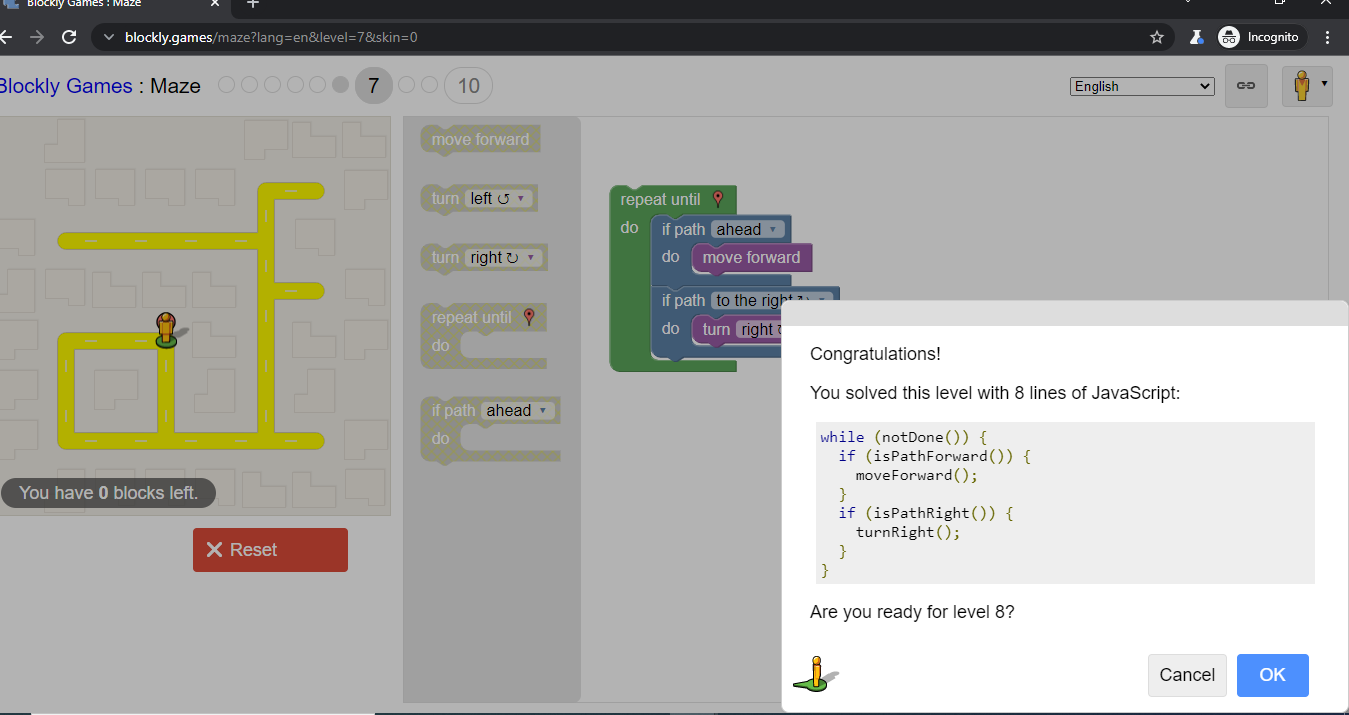 Blockly Games : Maze
blockly.games/maze?lang=en&level=7&skin=0
Incognito
Blockly Games : Maze
7
10
English
move forward
turn left ↺ ▾
turn right ↻ ▾
repeat until
do
if path ahead ▾
do
repeat until
do
if path ahead ▾
do
move forward
if path to the right
do
turn right
You have 0 blocks left.
Reset
Congratulations!
You solved this level with 8 lines of JavaScript:
while (notDone()) {
if (isPathForward()) {
moveForward();
}
if (isPathRight()) {
turnRight();
}
}
Are you ready for level 8?
Cancel
OK